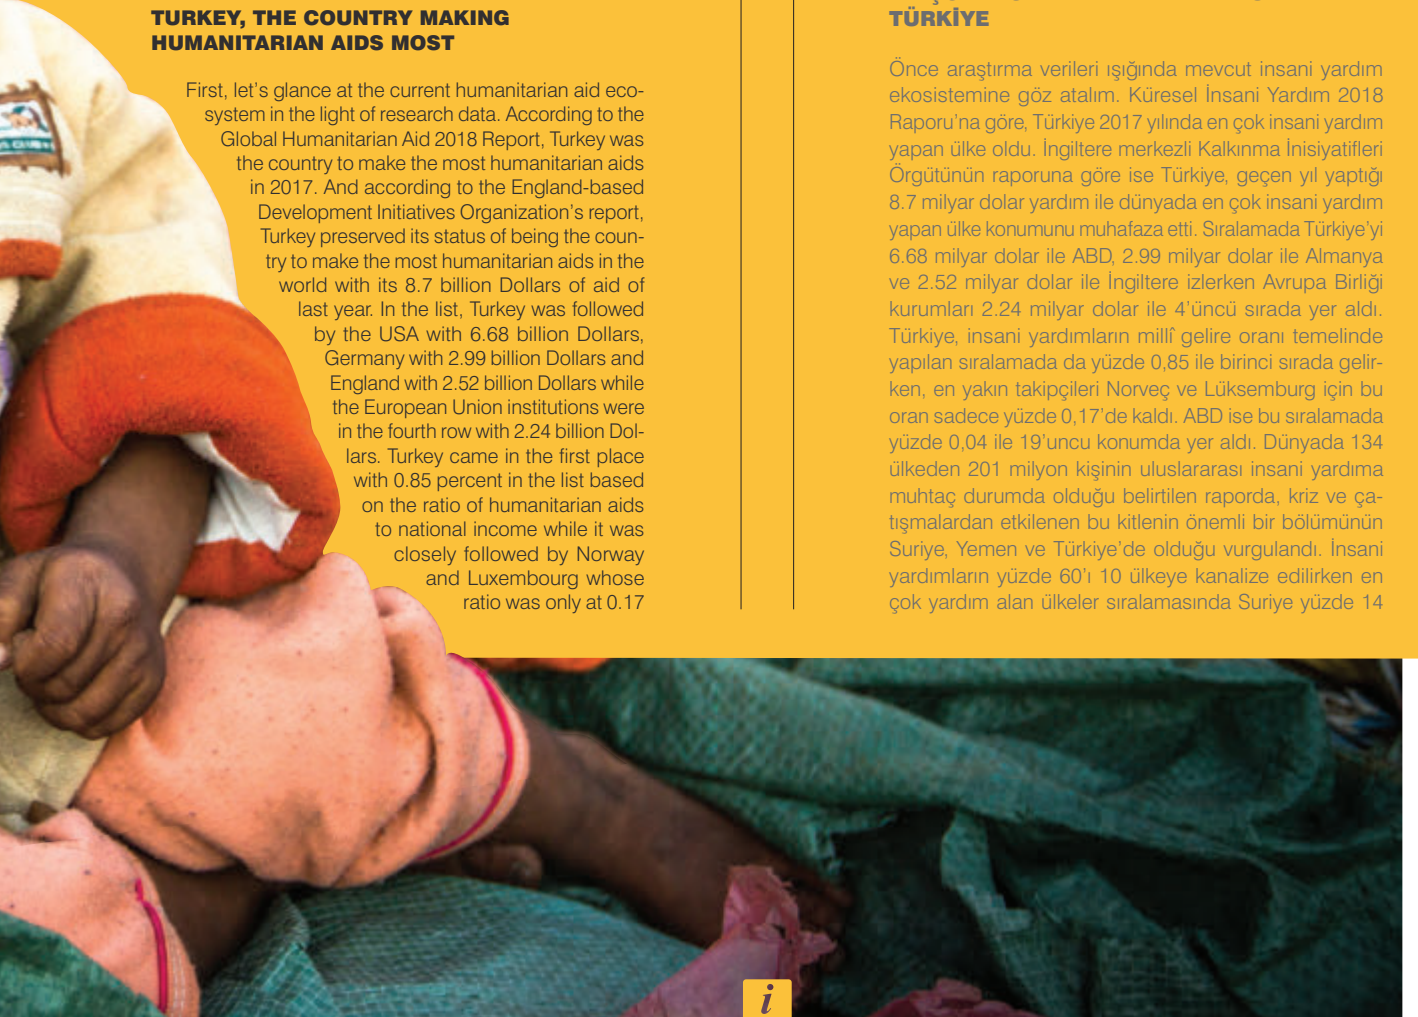 TURKEY, THE COUNTRY MAKING
HUMANITARIAN AIDS MOST
First, let’s glance at the current humanitarian aid eco-
system in the light of research data. According to the
Global Humanitarian Aid 2018 Report, Turkey was
the country to make the most humanitarian aids
in 2017. And according to the England-based
Development Initiatives Organization’s report,
Turkey preserved its status of being the coun-
try to make the most humanitarian aids in the
world with its 8.7 billion Dollars of aid of
last year. In the list, Turkey was followed
by the USA with 6.68 billion Dollars,
Germany with 2.99 billion Dollars and
England with 2.52 billion Dollars while
the European Union institutions were
in the fourth row with 2.24 billion Dol-
lars. Turkey came in the first place
with 0.85 percent in the list based
on the ratio of humanitarian aids
to national income while it was
closely followed by Norway
and Luxembourg whose
ratio was only at 0.17
TÜRKİYE
Önce araştırma verileri ışığında mevcut insani yardım
ekosistemine göz atalım. Küresel İnsani Yardım 2018
Raporu’na göre, Türkiye 2017 yılında en çok insani yardım
yapan ülke oldu. İngiltere merkezli Kalkınma İnisiyatifleri
Örgütünün raporuna göre ise Türkiye, geçen yıl yaptığı
8.7 milyar dolar yardım ile dünyada en çok insani yardım
yapan ülke konumunu muhafaza etti. Sıralamada Türkiye’yi
6.68 milyar dolar ile ABD, 2.99 milyar dolar ile Almanya
ve 2.52 milyar dolar ile İngiltere izlerken Avrupa Birliği
kurumları 2.24 milyar dolar ile 4’üncü sırada yer aldı.
Türkiye, insani yardımların millî gelire oranı temelinde
yapılan sıralamada da yüzde 0,85 ile birinci sırada gelir-
ken, en yakın takipçileri Norveç ve Lüksemburg için bu
oran sadece yüzde 0,17’de kaldı. ABD ise bu sıralamada
yüzde 0,04 ile 19’uncu konumda yer aldı. Dünyada 134
ülkeden 201 milyon kişinin uluslararası insani yardıma
muhtaç durumda olduğu belirtilen raporda, kriz ve ça-
tışmalardan etkilenen bu kitlenin önemli bir bölümünün
Suriye, Yemen ve Türkiye’de olduğu vurgulandı. İnsani
yardımların yüzde 60’ı 10 ülkeye kanalize edilirken en
çok yardım alan ülkeler sıralamasında Suriye yüzde 14
i